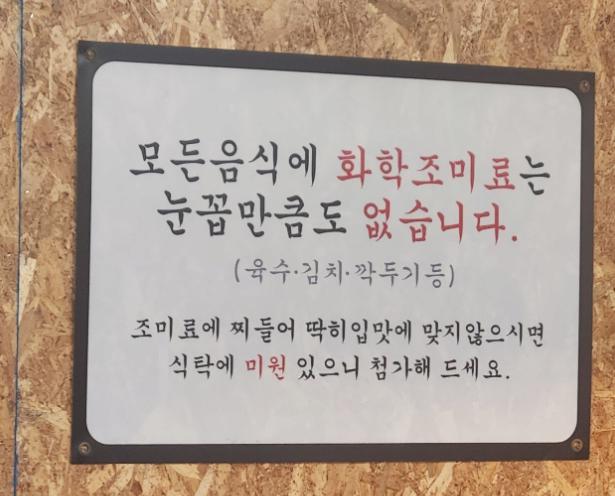 모든음식에 화학조미료는
눈꼽만큼도 없습니다.
(육수·김치·깍두기등)
조미료에 찌들어 딱히입맛에 맞지않으시면
식탁에 미원 있으니 첨가해 드세요.